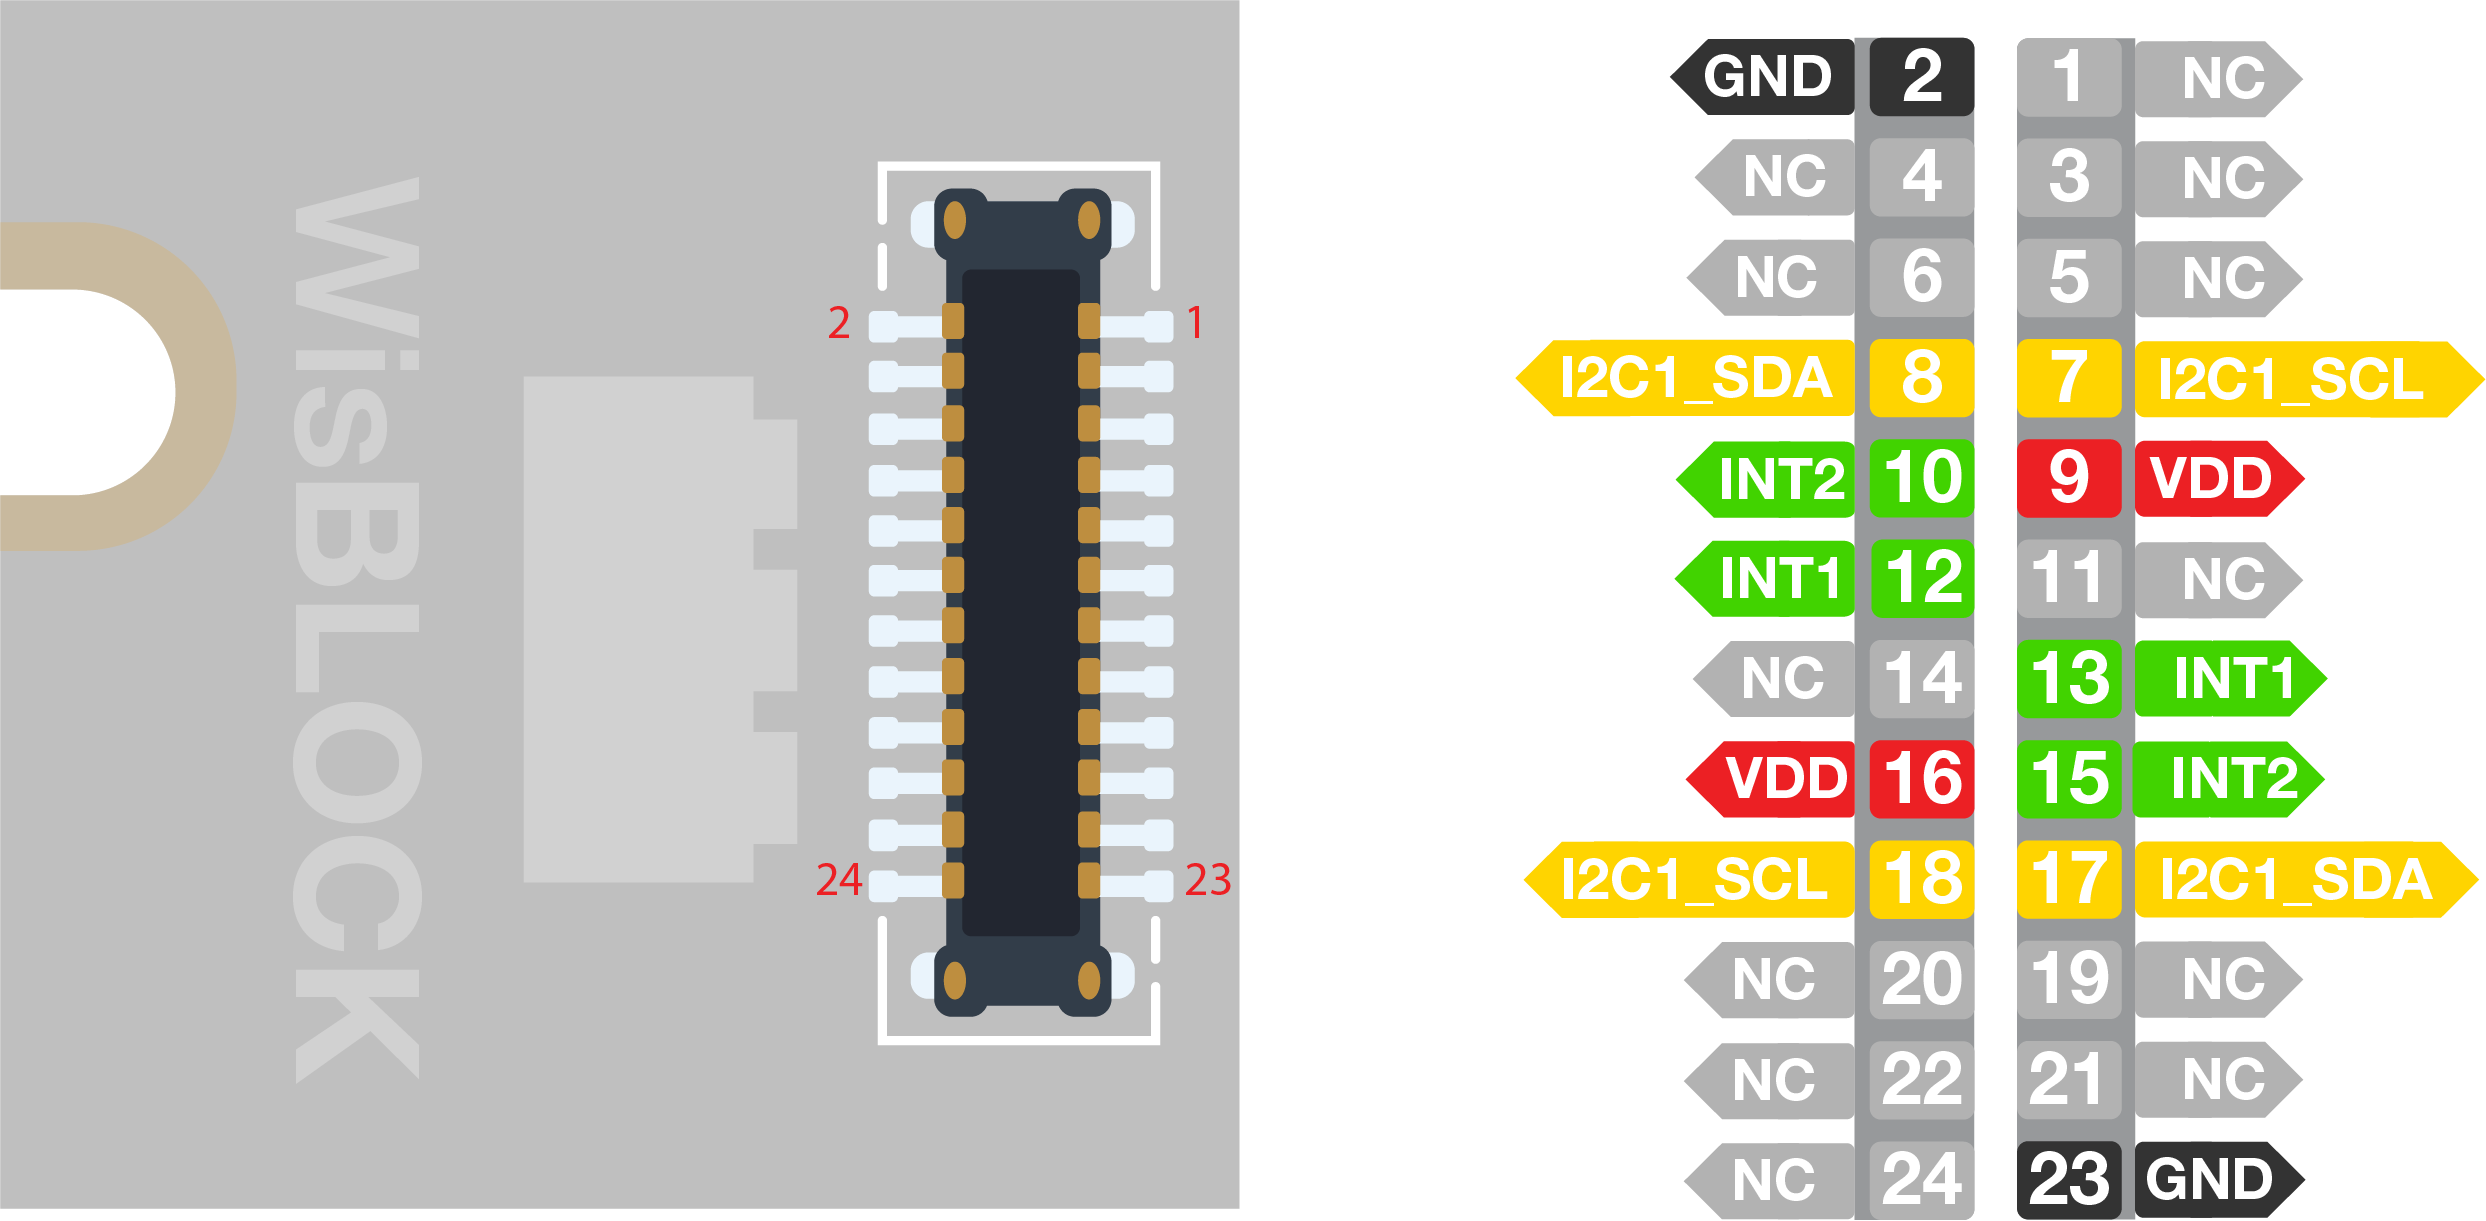 WisBLOCK
2 1
24 23
GND 2 1 NC
NC 4 3 NC
NC 6 5 NC
I2C1_SDA 8 7 I2C1_SCL
INT2 10 9 VDD
INT1 12 11 NC
NC 14 13 INT1
VDD 16 15 INT2
I2C1_SCL 18 17 I2C1_SDA
NC 20 19 NC
NC 22 21 NC
NC 24 23 GND